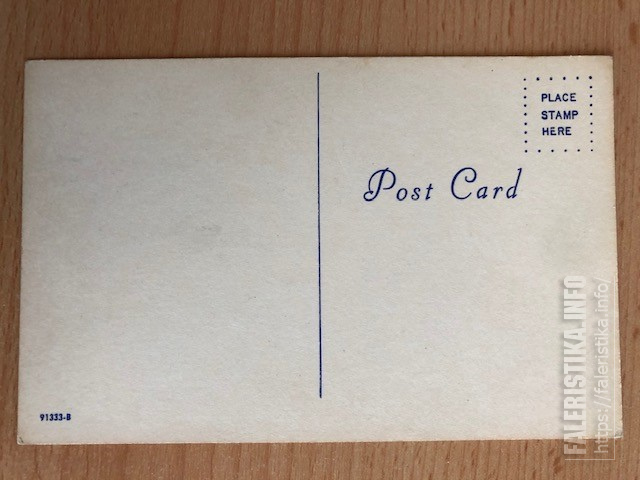 PLACE
STAMP
HERE
Post Card
91333-B
FALERISTIKA.INFO
https://faleristika.info/